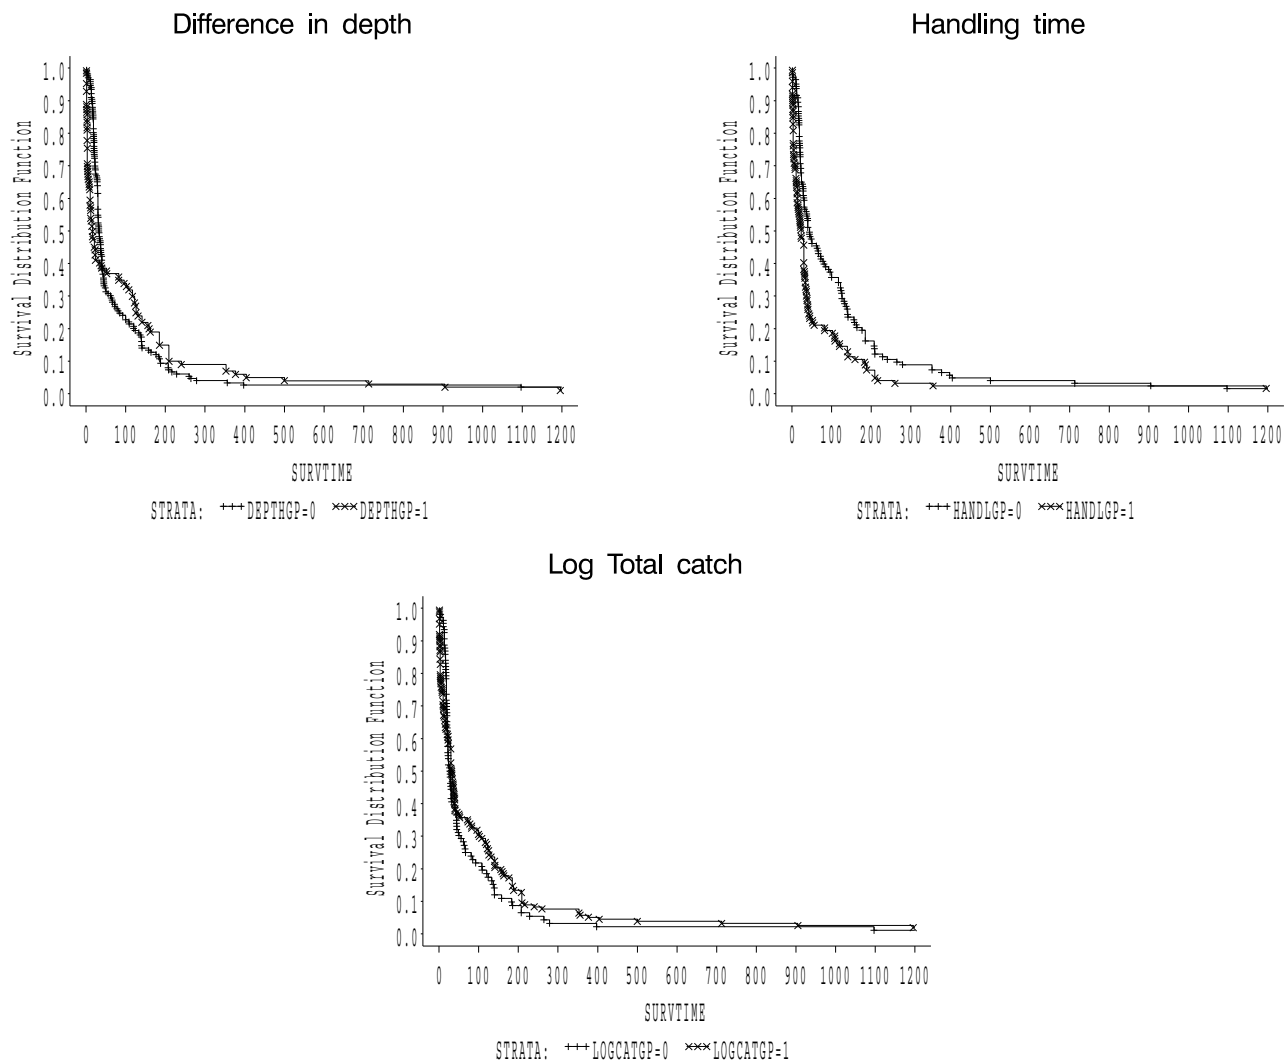 Difference in depth
Survival Distribution Function
1.0
0.9
0.8
0.7
0.6
0.5
0.4
0.3
0.2
0.1
0.0
0 100 200 300 400 500 600 700 800 900 1000 1100 1200
SURVTIME
STRATA: DEPTHGP=0 DEPTHGP=1
Handling time
Survival Distribution Function
1.0
0.9
0.8
0.7
0.6
0.5
0.4
0.3
0.2
0.1
0.0
0 100 200 300 400 500 600 700 800 900 1000 1100 1200
SURVTIME
STRATA: HANDLGP=0 HANDLGP=1
Log Total catch
Survival Distribution Function
1.0
0.9
0.8
0.7
0.6
0.5
0.4
0.3
0.2
0.1
0.0
0 100 200 300 400 500 600 700 800 900 1000 1100 1200
SURVTIME
STRATA: LOGCATGP=0 LOGCATGP=1